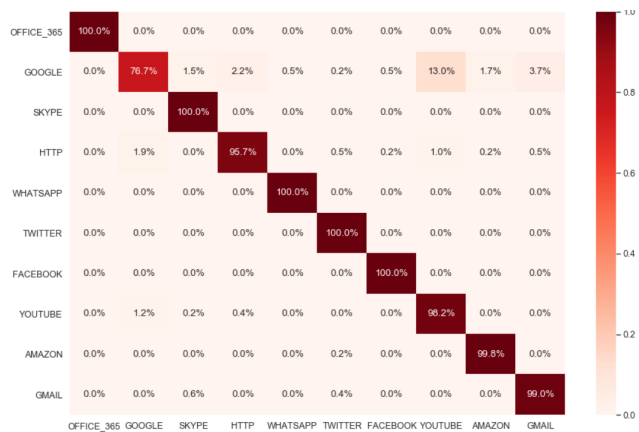 OFFICE_365 100.0% 0.0% 0.0% 0.0% 0.0% 0.0% 0.0% 0.0% 0.0% 0.0%
GOOGLE 0.0% 76.7% 1.5% 2.2% 0.5% 0.2% 0.5% 13.0% 1.7% 3.7%
SKYPE 0.0% 0.0% 100.0% 0.0% 0.0% 0.0% 0.0% 0.0% 0.0% 0.0%
HTTP 0.0% 1.9% 0.0% 95.7% 0.0% 0.5% 0.2% 1.0% 0.2% 0.5%
WHATSAPP 0.0% 0.0% 0.0% 0.0% 100.0% 0.0% 0.0% 0.0% 0.0% 0.0%
TWITTER 0.0% 0.0% 0.0% 0.0% 0.0% 100.0% 0.0% 0.0% 0.0% 0.0%
FACEBOOK 0.0% 0.0% 0.0% 0.0% 0.0% 0.0% 100.0% 0.0% 0.0% 0.0%
YOUTUBE 0.0% 1.2% 0.2% 0.4% 0.0% 0.0% 0.0% 98.2% 0.0% 0.0%
AMAZON 0.0% 0.0% 0.0% 0.0% 0.0% 0.2% 0.0% 0.0% 99.8% 0.0%
GMAIL 0.0% 0.0% 0.6% 0.0% 0.0% 0.4% 0.0% 0.0% 0.0% 99.0%
OFFICE_365 GOOGLE SKYPE HTTP WHATSAPP TWITTER FACEBOOK YOUTUBE AMAZON GMAIL
1.0
0.8
0.6
0.4
0.2
0.0